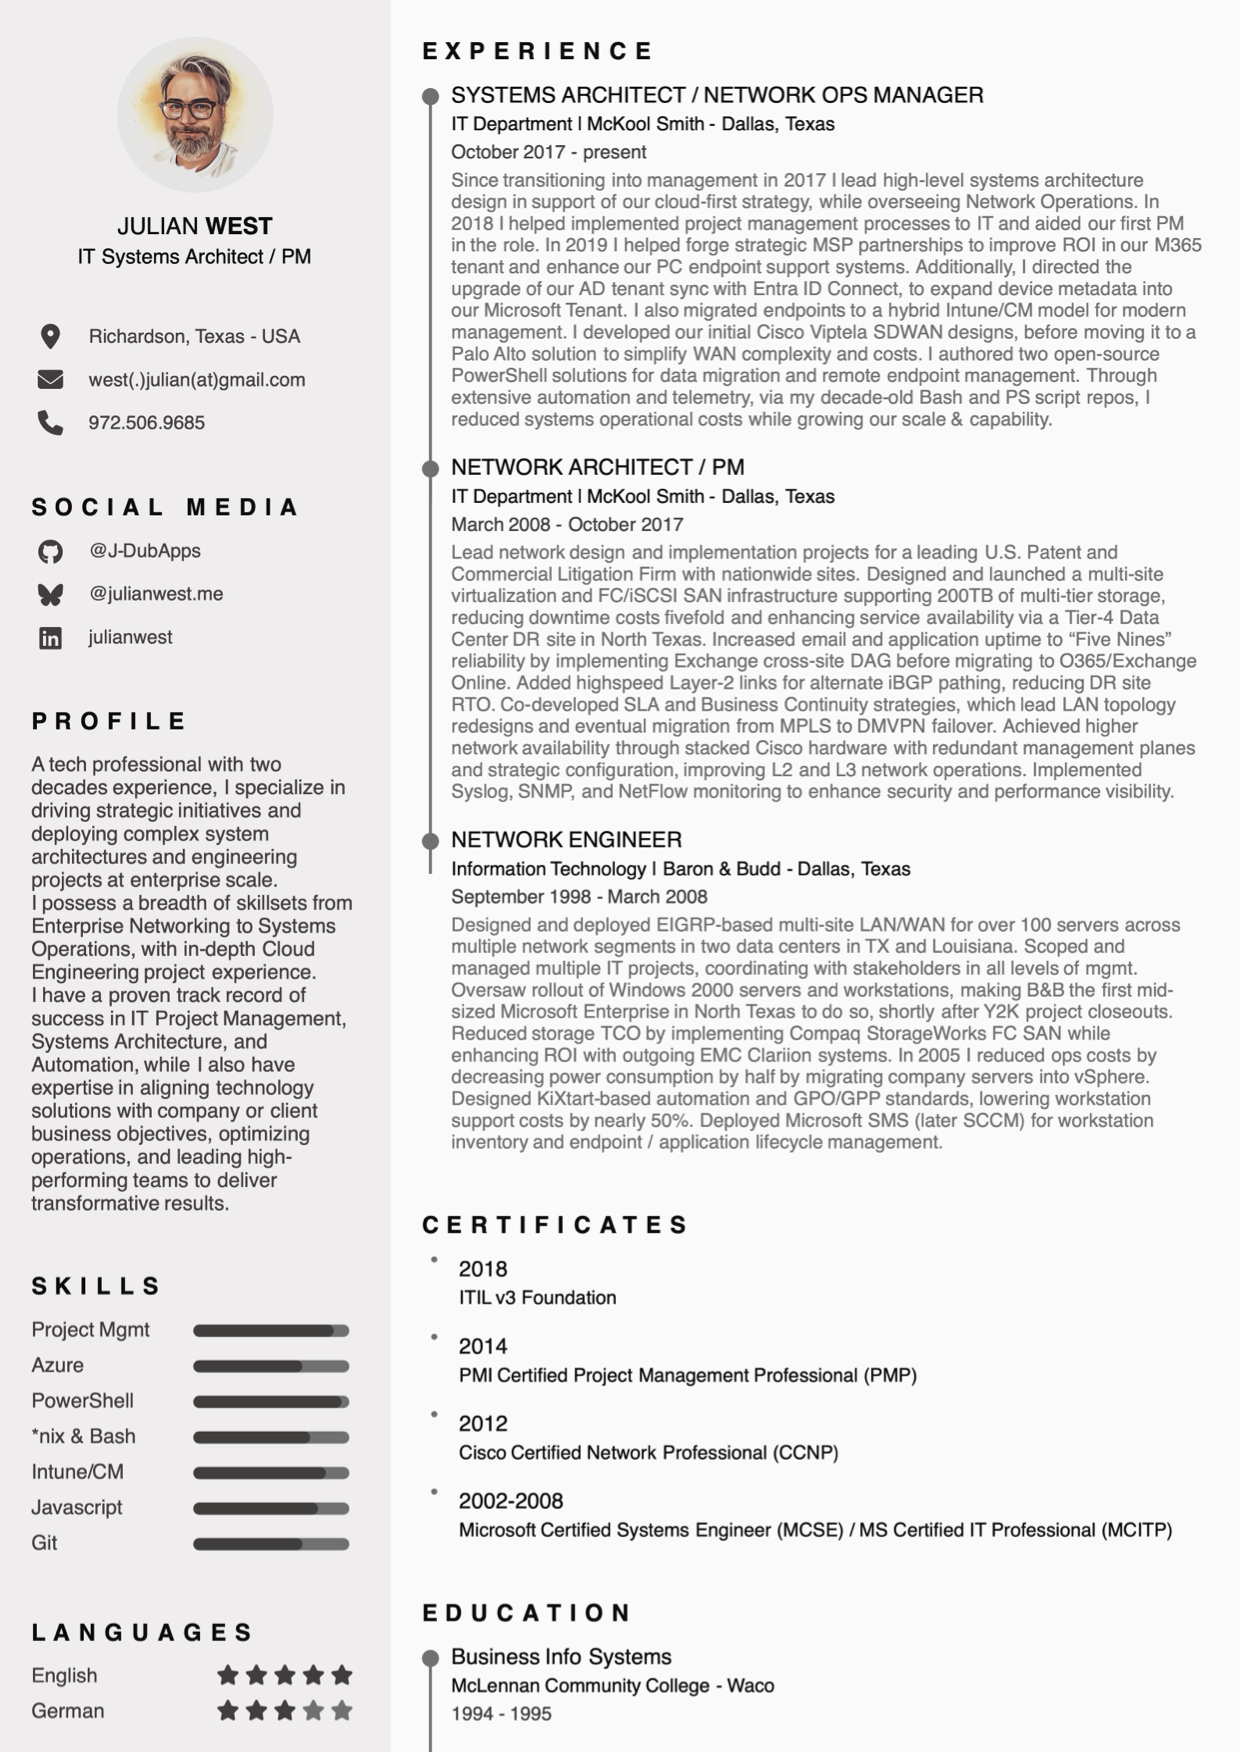 JULIAN WEST
IT Systems Architect / PM
Richardson, Texas - USA
west(.)julian(at)gmail.com
972.506.9685
SOCIAL MEDIA
@J-DubApps
@julianwest.me
julianwest
PROFILE
A tech professional with two
decades experience, I specialize in
driving strategic initiatives and
deploying complex system
architectures and engineering
projects at enterprise scale.
I possess a breadth of skillsets from
Enterprise Networking to Systems
Operations, with in-depth Cloud
Engineering project experience.
I have a proven track record of
success in IT Project Management,
Systems Architecture, and
Automation, while I also have
expertise in aligning technology
solutions with company or client
business objectives, optimizing
operations, and leading high-
performing teams to deliver
transformative results.
SKILLS
Project Mgmt
Azure
PowerShell
*nix & Bash
Intune/CM
Javascript
Git
LANGUAGES
English
German
EXPERIENCE
SYSTEMS ARCHITECT / NETWORK OPS MANAGER
IT Department | McKool Smith - Dallas, Texas
October 2017 - present
Since transitioning into management in 2017 I lead high-level systems architecture
design in support of our cloud-first strategy, while overseeing Network Operations. In
2018 I helped implemented project management processes to IT and aided our first PM
in the role. In 2019 I helped forge strategic MSP partnerships to improve ROI in our M365
tenant and enhance our PC endpoint support systems. Additionally, I directed the
upgrade of our AD tenant sync with Entra ID Connect, to expand device metadata into
our Microsoft Tenant. I also migrated endpoints to a hybrid Intune/CM model for modern
management. I developed our initial Cisco Viptela SDWAN designs, before moving it to a
Palo Alto solution to simplify WAN complexity and costs. I authored two open-source
PowerShell solutions for data migration and remote endpoint management. Through
extensive automation and telemetry, via my decade-old Bash and PS script repos, I
reduced systems operational costs while growing our scale & capability.
NETWORK ARCHITECT / PM
IT Department | McKool Smith - Dallas, Texas
March 2008 - October 2017
Lead network design and implementation projects for a leading U.S. Patent and
Commercial Litigation Firm with nationwide sites. Designed and launched a multi-site
virtualization and FC/iSCSI SAN infrastructure supporting 200TB of multi-tier storage,
reducing downtime costs fivefold and enhancing service availability via a Tier-4 Data
Center DR site in North Texas. Increased email and application uptime to “Five Nines”
reliability by implementing Exchange cross-site DAG before migrating to O365/Exchange
Online. Added highspeed Layer-2 links for alternate iBGP pathing, reducing DR site
RTO. Co-developed SLA and Business Continuity strategies, which lead LAN topology
redesigns and eventual migration from MPLS to DMVPN failover. Achieved higher
network availability through stacked Cisco hardware with redundant management planes
and strategic configuration, improving L2 and L3 network operations. Implemented
Syslog, SNMP, and NetFlow monitoring to enhance security and performance visibility.
NETWORK ENGINEER
Information Technology | Baron & Budd - Dallas, Texas
September 1998 - March 2008
Designed and deployed EIGRP-based multi-site LAN/WAN for over 100 servers across
multiple network segments in two data centers in TX and Louisiana. Scoped and
managed multiple IT projects, coordinating with stakeholders in all levels of mgmt.
Oversaw rollout of Windows 2000 servers and workstations, making B&B the first mid-
sized Microsoft Enterprise in North Texas to do so, shortly after Y2K project closeouts.
Reduced storage TCO by implementing Compaq StorageWorks FC SAN while
enhancing ROI with outgoing EMC Clariion systems. In 2005 I reduced ops costs by
decreasing power consumption by half by migrating company servers into vSphere.
Designed KiXtart-based automation and GPO/GPP standards, lowering workstation
support costs by nearly 50%. Deployed Microsoft SMS (later SCCM) for workstation
inventory and endpoint / application lifecycle management.
CERTIFICATES
2018
ITIL v3 Foundation
2014
PMI Certified Project Management Professional (PMP)
2012
Cisco Certified Network Professional (CCNP)
2002-2008
Microsoft Certified Systems Engineer (MCSE) / MS Certified IT Professional (MCITP)
EDUCATION
Business Info Systems
McLennan Community College - Waco
1994 - 1995